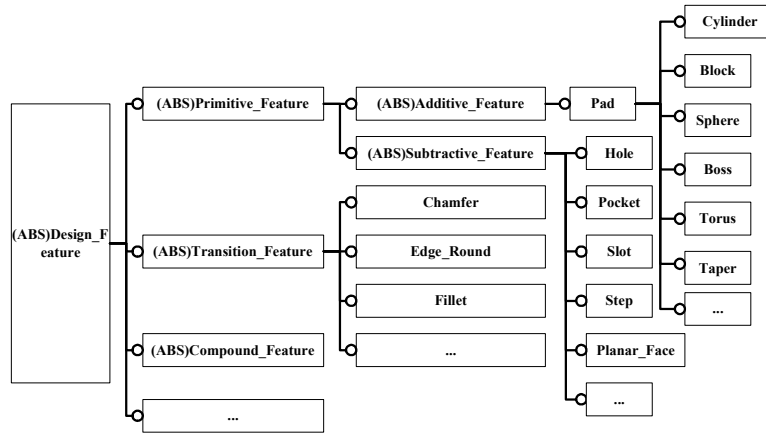 (ABS)Design_F
eature
(ABS)Primitive_Feature
(ABS)Transition_Feature
(ABS)Compound_Feature
...
(ABS)Additive_Feature
(ABS)Subtractive_Feature
Chamfer
Edge_Round
Fillet
...
Pad
Hole
Pocket
Slot
Step
Planar_Face
...
Cylinder
Block
Sphere
Boss
Torus
Taper
...